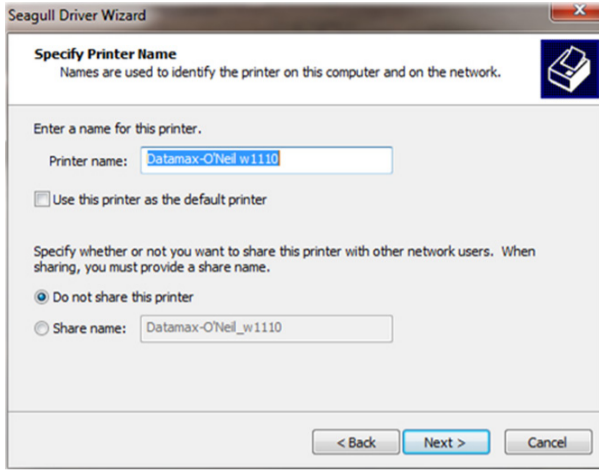 Seagull Driver Wizard
Specify Printer Name
Names are used to identify the printer on this computer and on the network.
Enter a name for this printer.
Printer name: Datamax-O'Neil w1110
Use this printer as the default printer
Specify whether or not you want to share this printer with other network users. When
sharing, you must provide a share name.
Do not share this printer
Share name: Datamax-O'Neil_w1110
< Back Next > Cancel